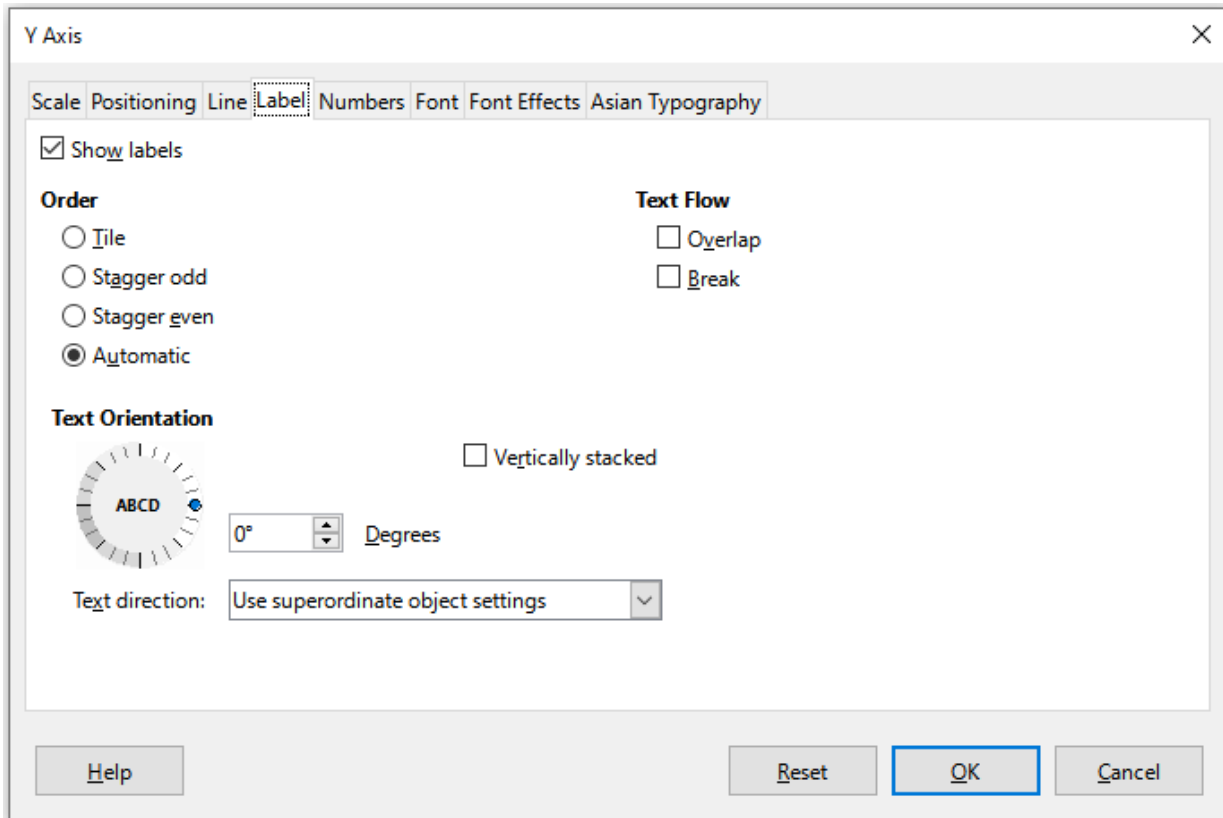 Y Axis
Scale Positioning Line Label Numbers Font Font Effects Asian Typography
Show labels
Order
Tile
Stagger odd
Stagger even
Automatic
Text Flow
Overlap
Break
Text Orientation
ABCD
Vertically stacked
0° Degrees
Text direction: Use superordinate object settings
Help Reset OK Cancel